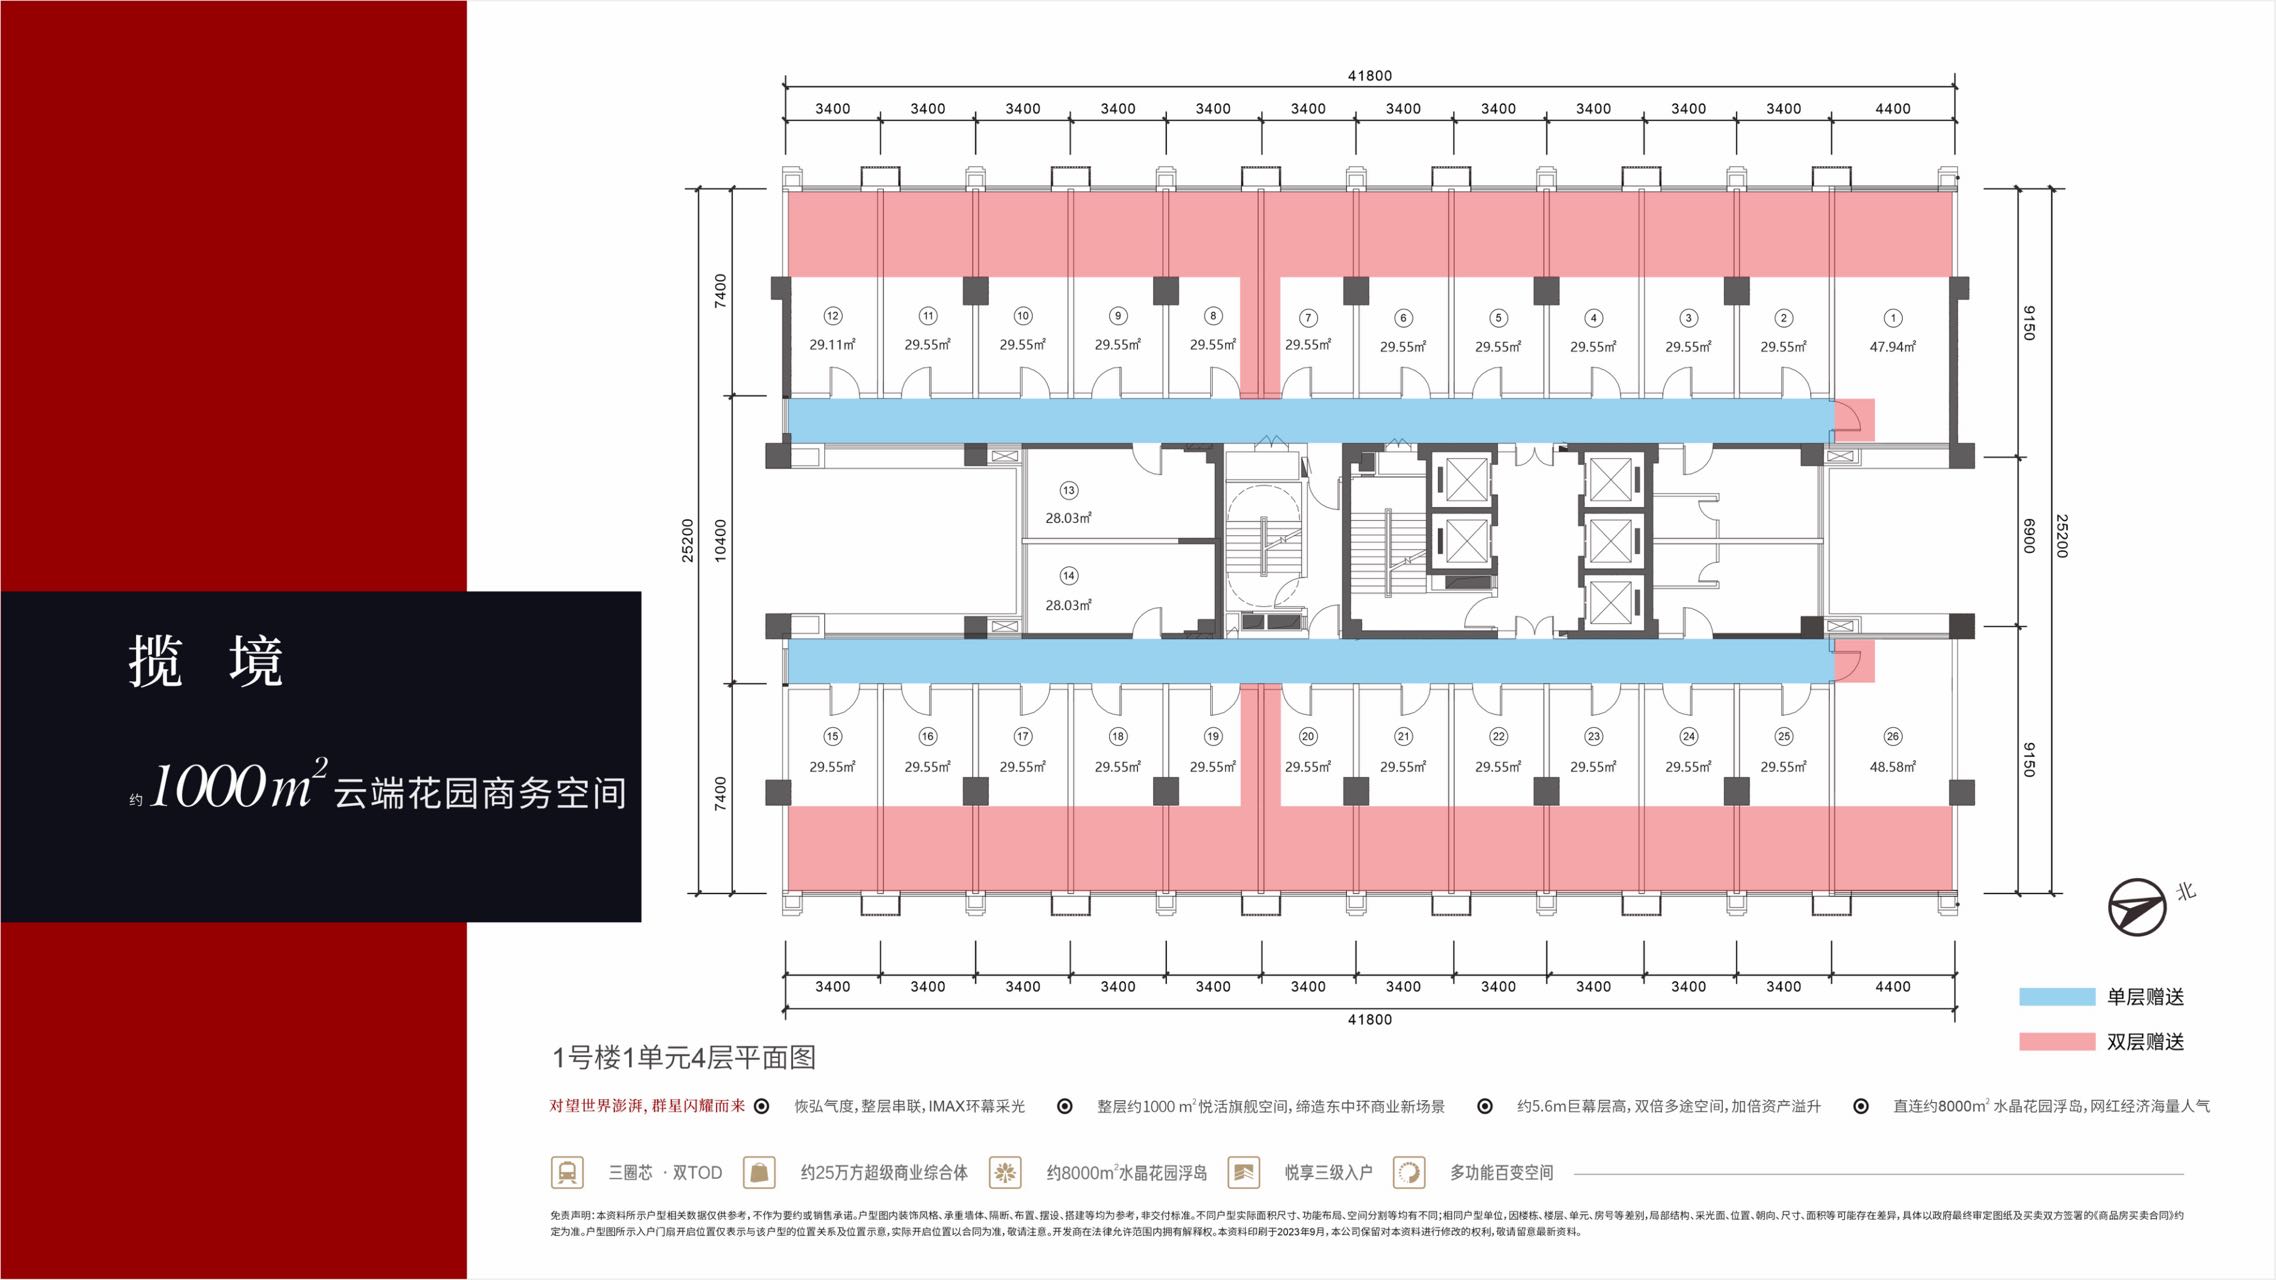 41800
3400 3400 3400 3400 3400 3400 3400 3400 3400 3400 3400 4400
揽 境
约1000m²云端花园商务空间
7400
10400
7400
25200
9150
6900
9150
25200
⑫ ⑪ ⑩ ⑨ ⑧ ⑦ ⑥ ⑤ ④ ③ ② ①
29.11㎡ 29.55㎡ 29.55㎡ 29.55㎡ 29.55㎡ 29.55㎡ 29.55㎡ 29.55㎡ 29.55㎡ 29.55㎡ 29.55㎡ 47.94㎡
⑬
28.03㎡
⑭
28.03㎡
N N
⑮ ⑯ ⑰ ⑱ ⑲ ⑳ ㉑ ㉒ ㉓ ㉔ ㉕ ㉖
29.55㎡ 29.55㎡ 29.55㎡ 29.55㎡ 29.55㎡ 29.55㎡ 29.55㎡ 29.55㎡ 29.55㎡ 29.55㎡ 29.55㎡ 48.58㎡
北
3400 3400 3400 3400 3400 3400 3400 3400 3400 3400 3400 4400
41800
单层赠送
双层赠送
1号楼1单元4层平面图
对望世界澎湃，群星闪耀而来 恢弘气度，整层串联，IMAX环幕采光 整层约1000 m²悦活旗舰空间，缔造东中环商业新场景 约5.6m巨幕层高，双倍多途空间，加倍资产溢升 直连约8000m²水晶花园浮岛，网红经济海量人气
三圈芯·双TOD 约25万方超级商业综合体 约8000m²水晶花园浮岛 悦享三级入户 多功能百变空间
免责声明：本资料所示户型相关数据仅供参考，不作为要约或销售承诺。户型图内装饰风格、承重墙体、隔断、布置、摆设、搭建等均为参考，非交付标准。不同户型实际面积尺寸、功能布局、空间分割等均有不同；相同户型单位，因楼栋、楼层、单元、房号等差别，局部结构、采光面、位置、朝向、尺寸、面积等可能存在差异，具体以政府最终审定图纸及买卖双方签署的《商品房买卖合同》约
定为准。户型图所示入户门扇开启位置仅表示与该户型的位置关系及位置示意，实际开启位置以合同为准，敬请注意。开发商在法律允许范围内拥有解释权。本资料印刷于2023年9月，本公司保留对本资料进行修改的权利，敬请留意最新资料。